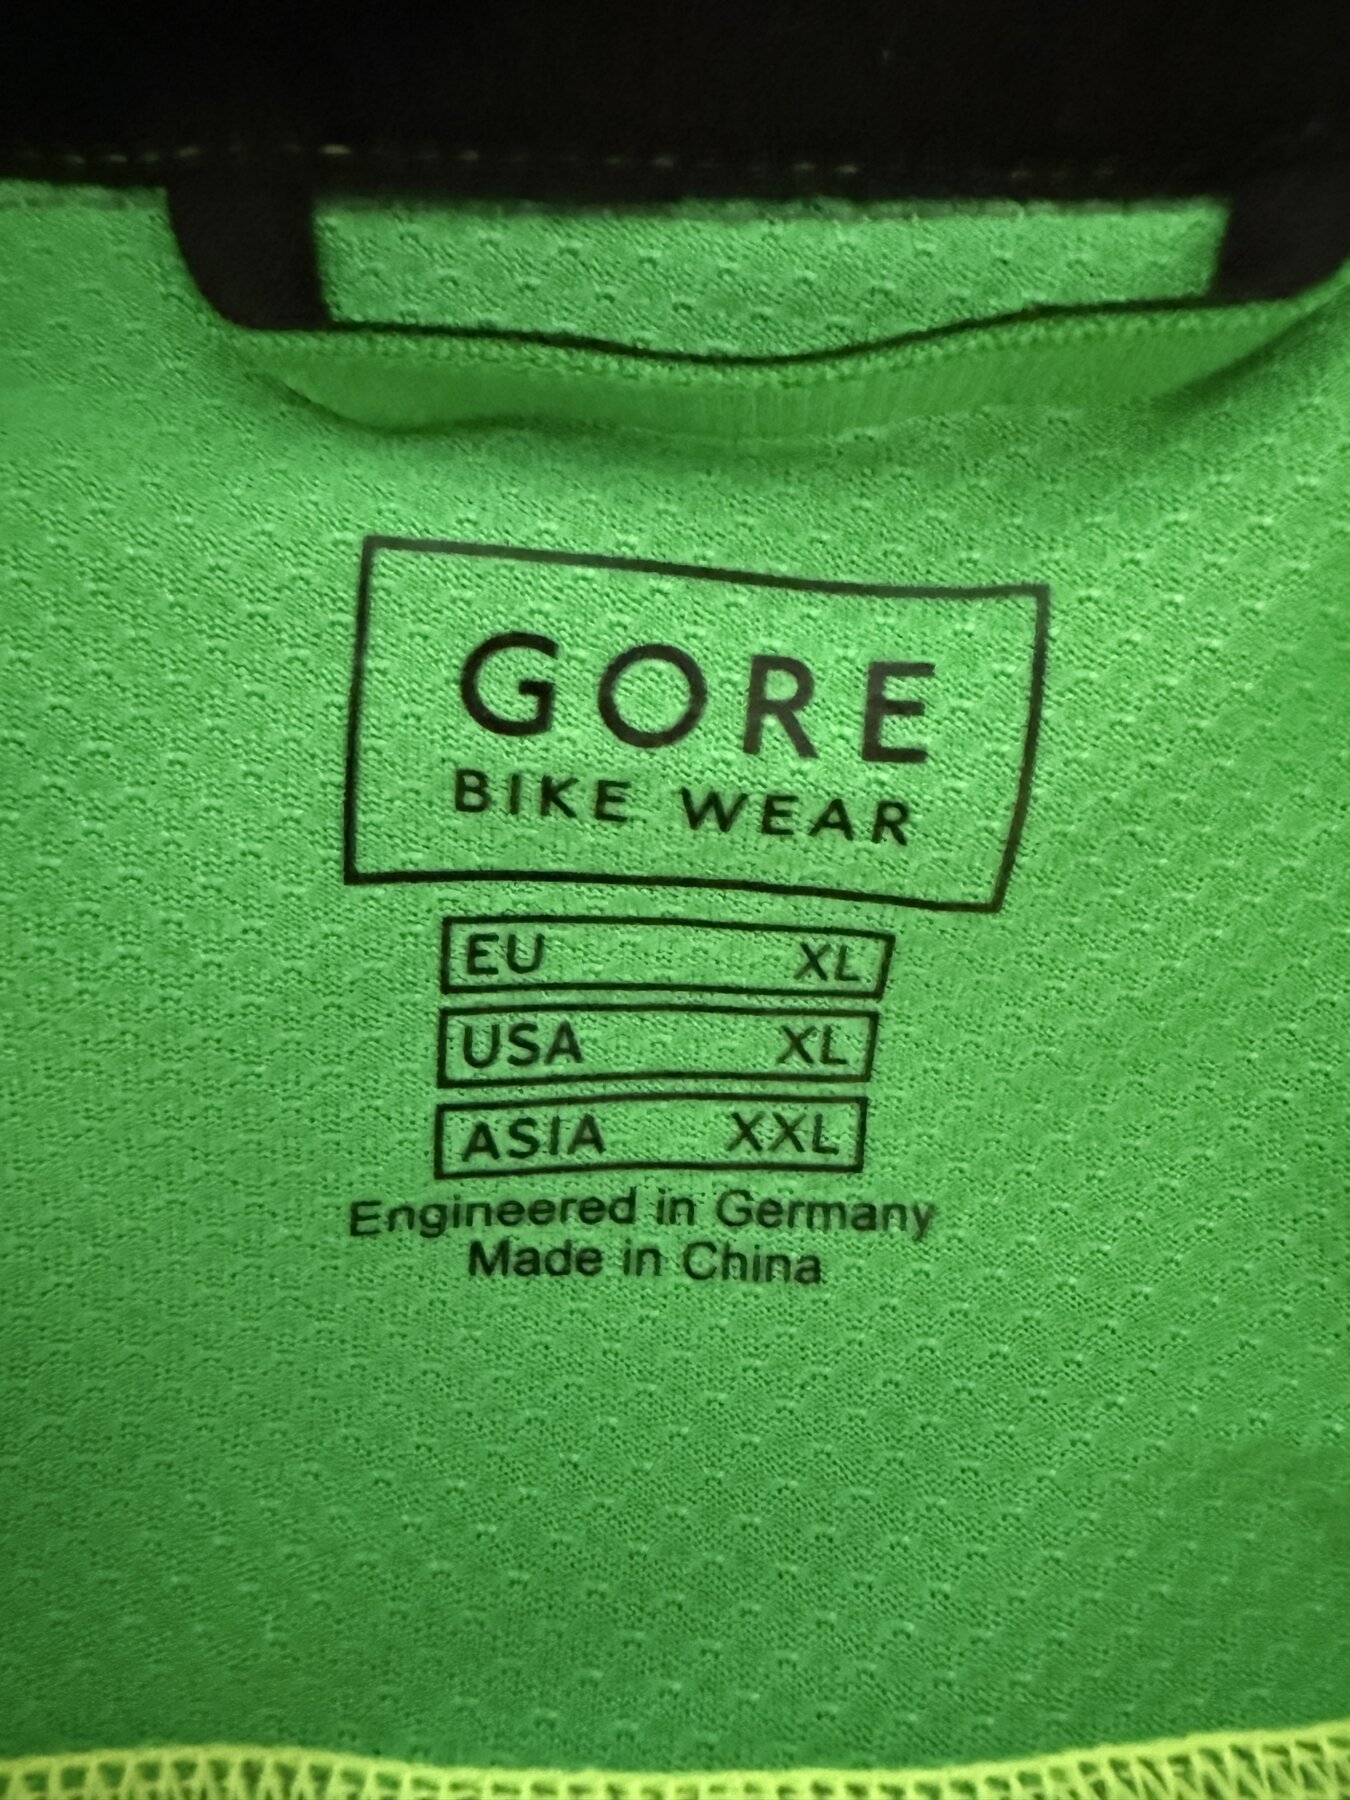 GORE
BIKE WEAR
EU XL
USA XL
ASIA XXL
Engineered in Germany
Made in China